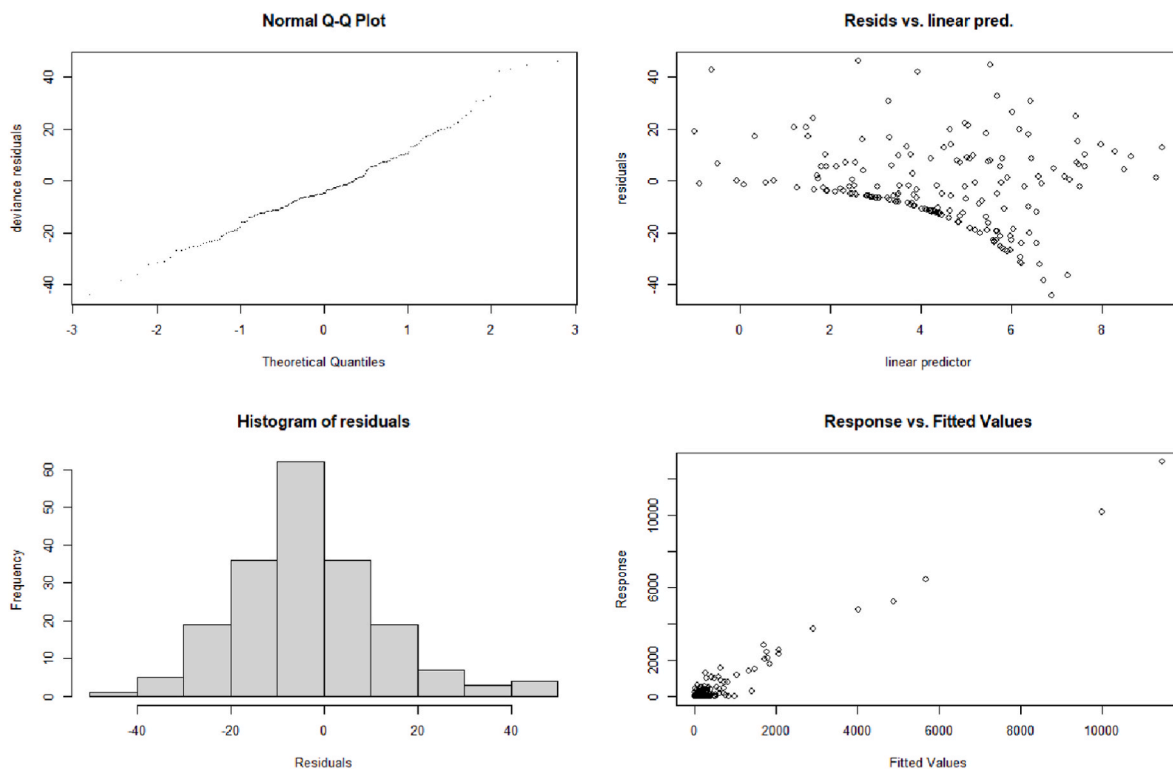 Normal Q-Q Plot
deviance residuals
-40 -20 0 20 40
-3 -2 -1 0 1 2 3
Theoretical Quantiles
Resids vs. linear pred.
residuals
-40 -20 0 20 40
0 2 4 6 8
linear predictor
Histogram of residuals
Frequency
0 10 20 30 40 50 60
-40 -20 0 20 40
Residuals
Response vs. Fitted Values
Response
0 2000 6000 10000
0 2000 4000 6000 8000 10000
Fitted Values